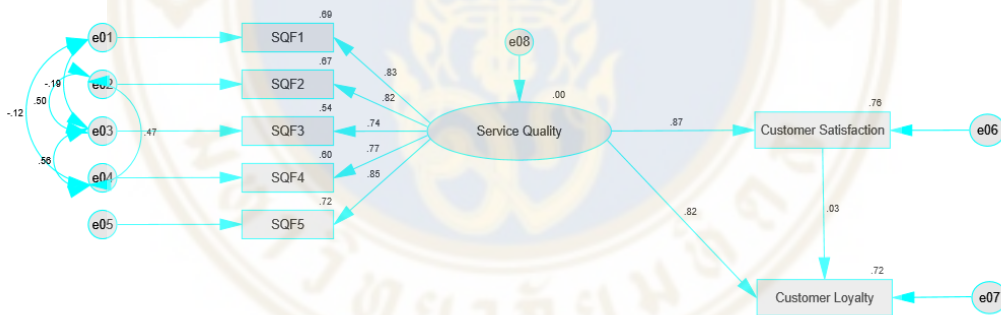 .69
e01
SQF1
e08
.83
.67
-.19
e02
SQF2
.82
.00
.50
.54
-.12
e03
SQF3
.74
.47
Service Quality
.87
.76
Customer Satisfaction
e06
.77
.56
.60
e04
SQF4
.85
.03
.72
.82
e05
SQF5
.72
Customer Loyalty
e07